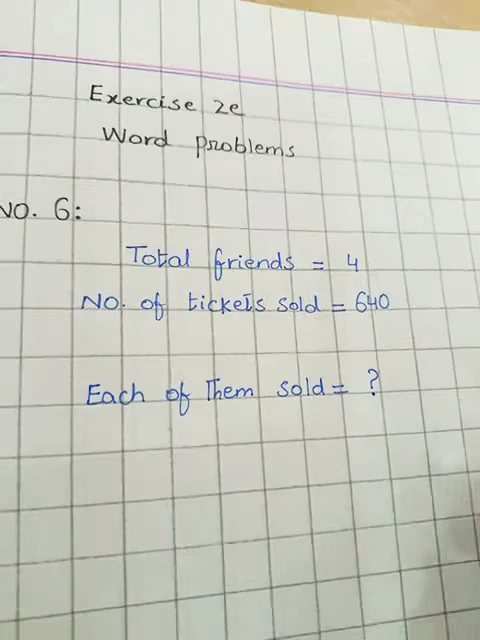 Exercise 2e
Word problems
NO. 6:
Total friends = 4
NO. of tickets sold = 640
Each of Them sold = ?